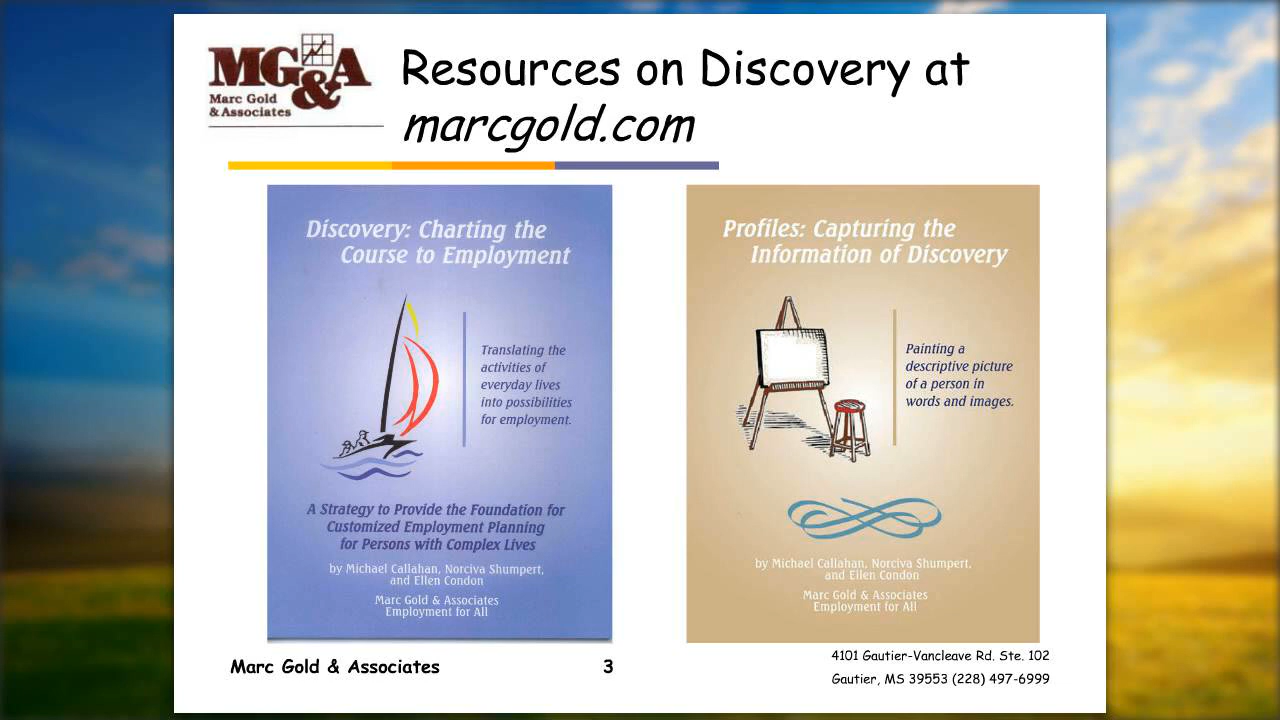 MG&A
Marc Gold
& Associates
Resources on Discovery at
marcgold.com
Discovery: Charting the
Course to Employment
Translating the
activities of
everyday lives
into possibilities
for employment.
A Strategy to Provide the Foundation for
Customized Employment Planning
for Persons with Complex Lives
by Michael Callahan, Norciva Shumpert,
and Ellen Condon
Marc Gold & Associates
Employment for All
Profiles: Capturing the
Information of Discovery
Painting a
descriptive picture
of a person in
words and images.
by Michael Callahan, Norciva Shumpert,
and Ellen Condon
Marc Gold & Associates
Employment for All
Marc Gold & Associates
3
4101 Gautier-Vancleave Rd. Ste. 102
Gautier, MS 39553 (228) 497-6999